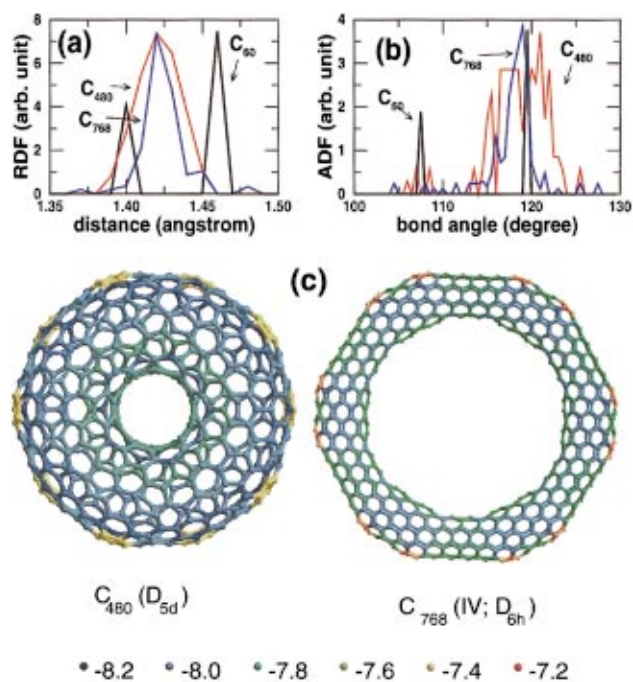 (a)
RDF (arb. unit)
8
6
4
2
0
C60
C480
C768
1.35 1.40 1.45 1.50
distance (angstrom)
(b)
ADF (arb. unit)
4
3
2
1
0
C768
C480
C60
100 110 120 130
bond angle (degree)
(c)
C480 (D5d)
C768 (IV; D6h)
-8.2 -8.0 -7.8 -7.6 -7.4 -7.2